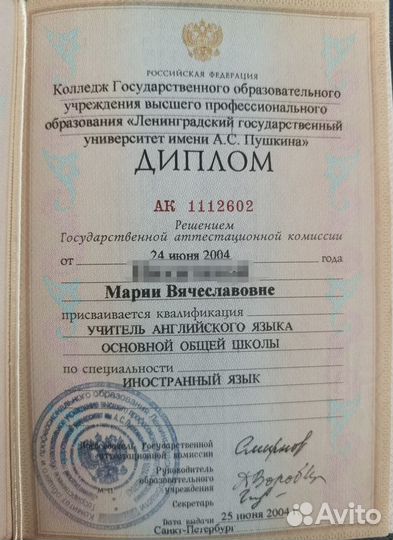 РОССИЙСКАЯ ФЕДЕРАЦИЯ
Колледж Государственного образовательного
учреждения высшего профессионального
образования «Ленинградский государственный
университет имени А.С. Пушкина»
ДИПЛОМ
АК 1112602
Решением
Государственной аттестационной комиссии
от 24 июня 2004 года
Марии Вячеславовне
присваивается квалификация
УЧИТЕЛЬ АНГЛИЙСКОГО ЯЗЫКА
ОСНОВНОЙ ОБЩЕЙ ШКОЛЫ
по специальности
ИНОСТРАННЫЙ ЯЗЫК
Председатель Государственной
аттестационной комиссии
Руководитель
образовательного
учреждения
Секретарь
Дата выдачи 25 июня 2004 г
Санкт-Петербург
Avito